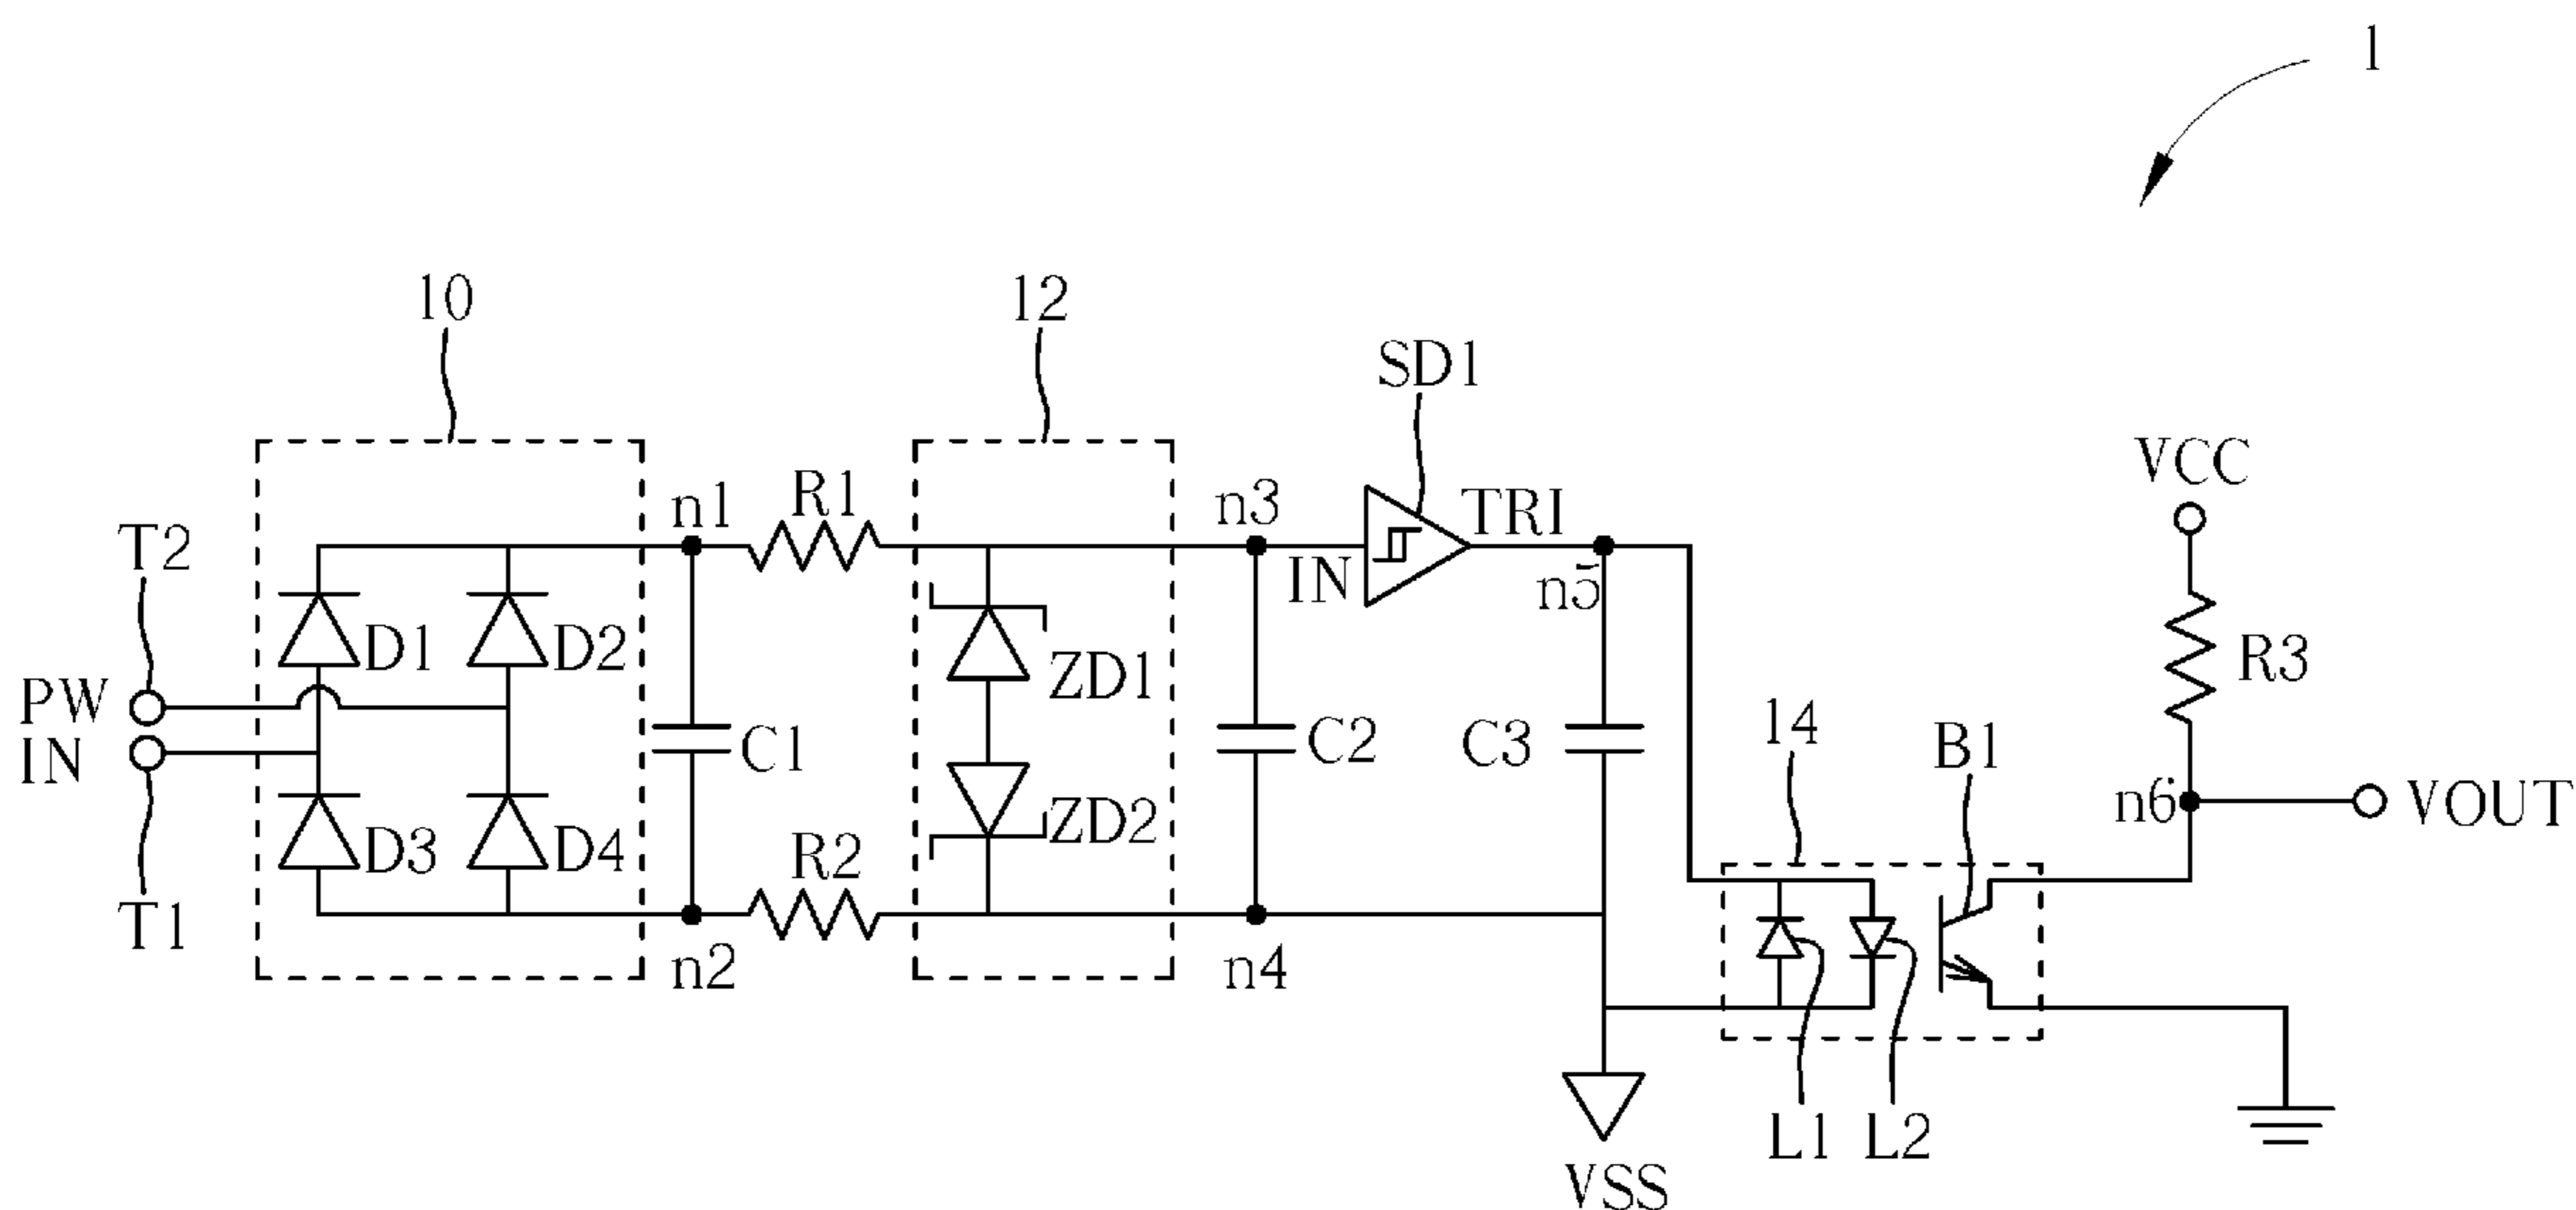 1
10
12
SD1
VCC
T2
n1
R1
n3
TRI
IN
n5
D1
D2
ZD1
R3
PW
IN
C1
C2
C3
14
B1
n6
VOUT
D3
D4
ZD2
R2
T1
n2
n4
L1
L2
VSS